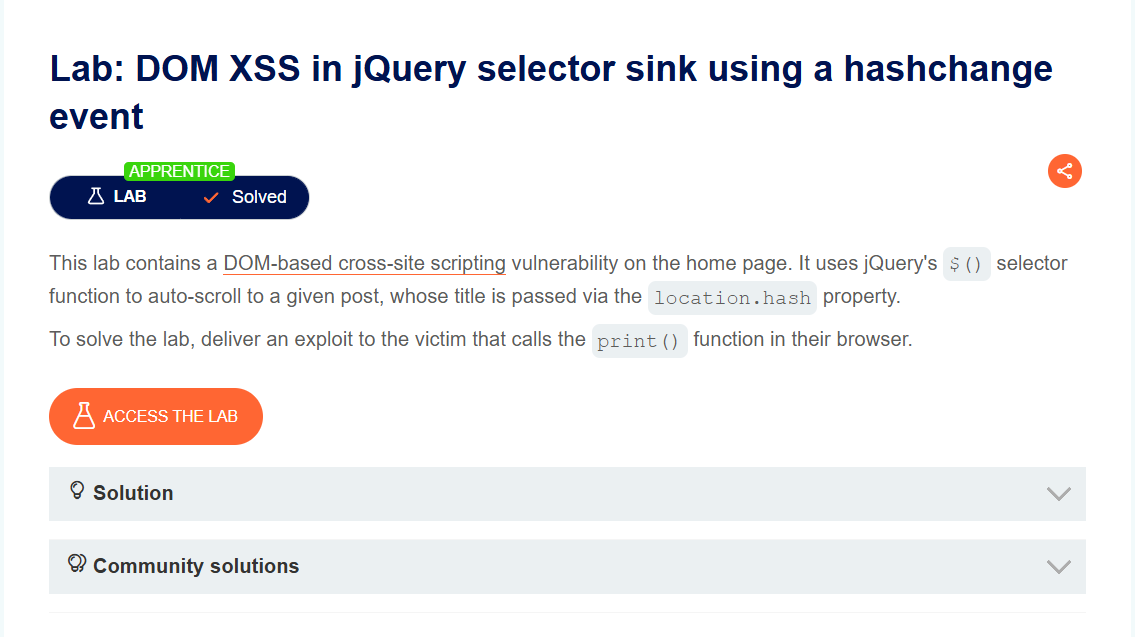 Lab: DOM XSS in jQuery selector sink using a hashchange
event
APPRENTICE
LAB Solved
This lab contains a DOM-based cross-site scripting vulnerability on the home page. It uses jQuery's $() selector
function to auto-scroll to a given post, whose title is passed via the location.hash property.
To solve the lab, deliver an exploit to the victim that calls the print() function in their browser.
ACCESS THE LAB
Solution
Community solutions